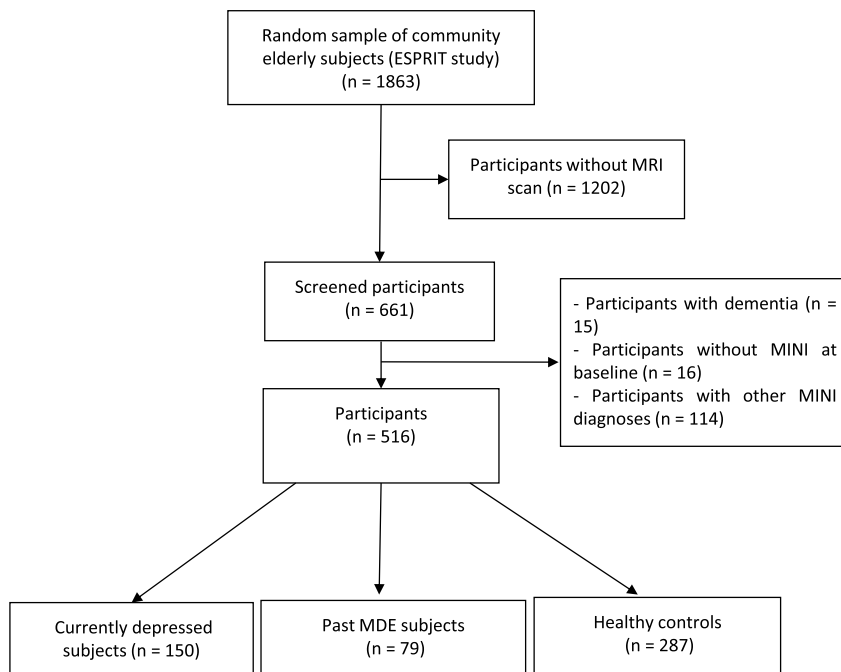 Random sample of community
elderly subjects (ESPRIT study)
(n = 1863)
Participants without MRI
scan (n = 1202)
Screened participants
(n = 661)
- Participants with dementia (n =
15)
- Participants without MINI at
baseline (n = 16)
- Participants with other MINI
diagnoses (n = 114)
Participants
(n = 516)
Currently depressed
subjects (n = 150)
Past MDE subjects
(n = 79)
Healthy controls
(n = 287)